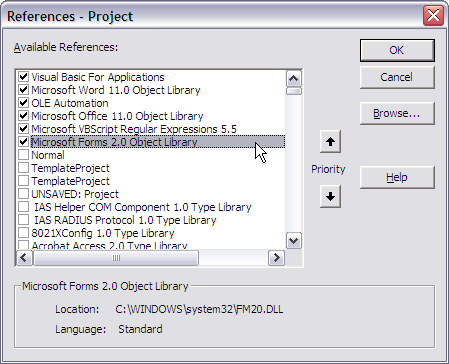 References - Project
Available References:
OK
Visual Basic For Applications
Microsoft Word 11.0 Object Library
Cancel
OLE Automation
Microsoft Office 11.0 Object Library
Browse...
Microsoft VBScript Regular Expressions 5.5
Microsoft Forms 2.0 Object Library
Normal
TemplateProject
Priority
TemplateProject
Help
UNSAVED: Project
IAS Helper COM Component 1.0 Type Library
IAS RADIUS Protocol 1.0 Type Library
8021XConfig 1.0 Type Library
Acrobat Access 2.0 Type Library
Microsoft Forms 2.0 Object Library
Location: C:\WINDOWS\system32\FM20.DLL
Language: Standard